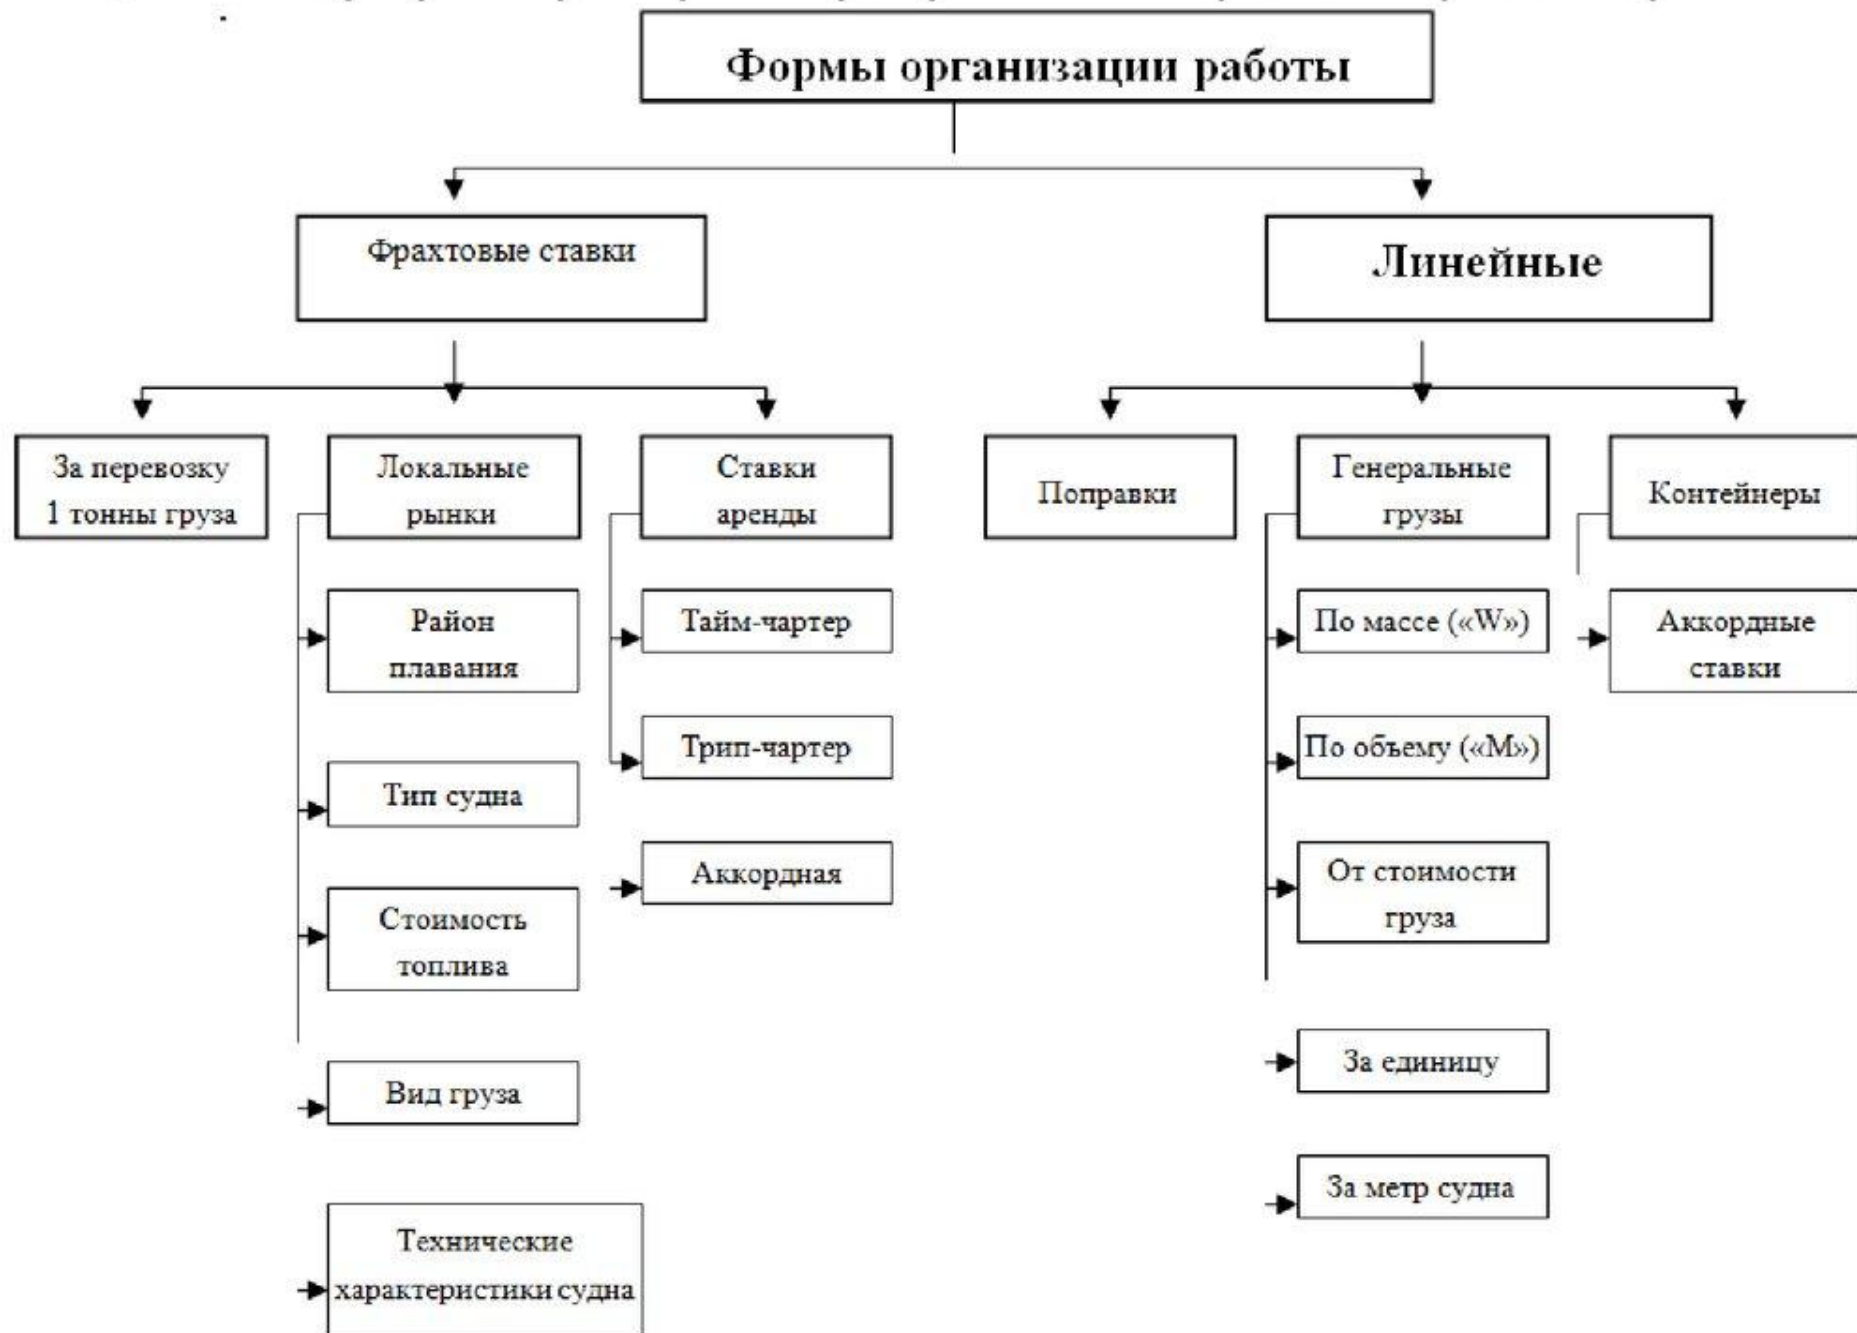 Формы организации работы
Фрахтовые ставки
Линейные
За перевозку
1 тонны груза
Локальные
рынки
Ставки
аренды
Поправки
Генеральные
грузы
Контейнеры
Район
плавания
Тайм-чартер
По массе («W»)
Аккордные
ставки
Трип-чартер
По объему («М»)
Тип судна
Аккордная
От стоимости
груза
Стоимость
топлива
За единицу
Вид груза
За метр судна
Технические
характеристики судна